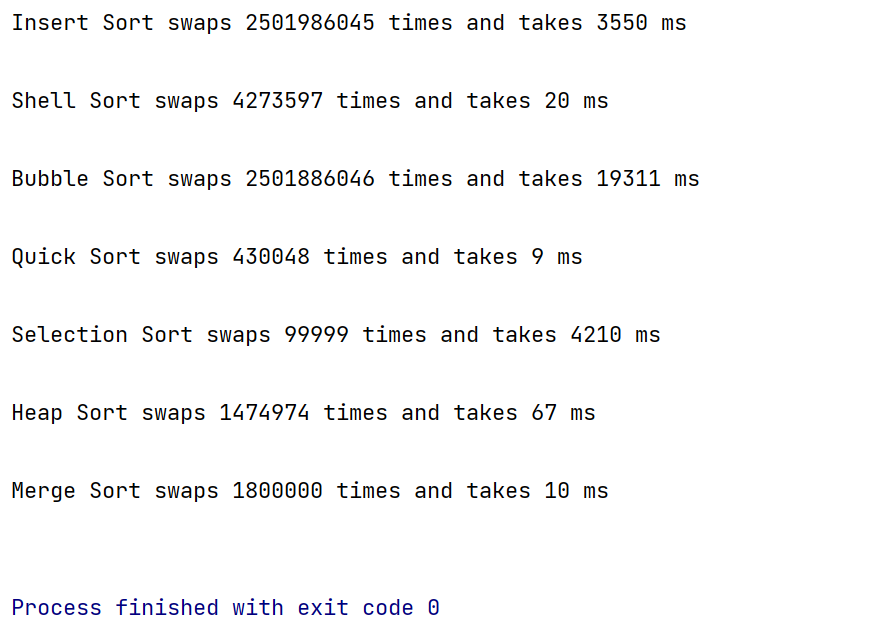 Insert Sort swaps 2501986045 times and takes 3550 ms
Shell Sort swaps 4273597 times and takes 20 ms
Bubble Sort swaps 2501886046 times and takes 19311 ms
Quick Sort swaps 430048 times and takes 9 ms
Selection Sort swaps 99999 times and takes 4210 ms
Heap Sort swaps 1474974 times and takes 67 ms
Merge Sort swaps 1800000 times and takes 10 ms
Process finished with exit code 0